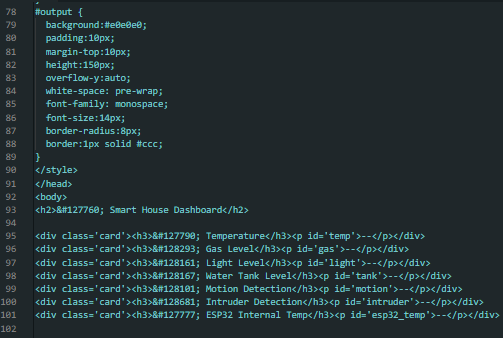 78 #output {
79   background:#e0e0e0;
80   padding:10px;
81   margin-top:10px;
82   height:150px;
83   overflow-y:auto;
84   white-space: pre-wrap;
85   font-family: monospace;
86   font-size:14px;
87   border-radius:8px;
88   border:1px solid #ccc;
89 }
90 </style>
91 </head>
92 <body>
93 <h2>&#127760; Smart House Dashboard</h2>
94
95 <div class='card'><h3>&#127790; Temperature</h3><p id='temp'>--</p></div>
96 <div class='card'><h3>&#128293; Gas Level</h3><p id='gas'>--</p></div>
97 <div class='card'><h3>&#128161; Light Level</h3><p id='light'>--</p></div>
98 <div class='card'><h3>&#128167; Water Tank Level</h3><p id='tank'>--</p></div>
99 <div class='card'><h3>&#128101; Motion Detection</h3><p id='motion'>--</p></div>
100 <div class='card'><h3>&#128681; Intruder Detection</h3><p id='intruder'>--</p></div>
101 <div class='card'><h3>&#127777; ESP32 Internal Temp</h3><p id='esp32_temp'>--</p></div>
102